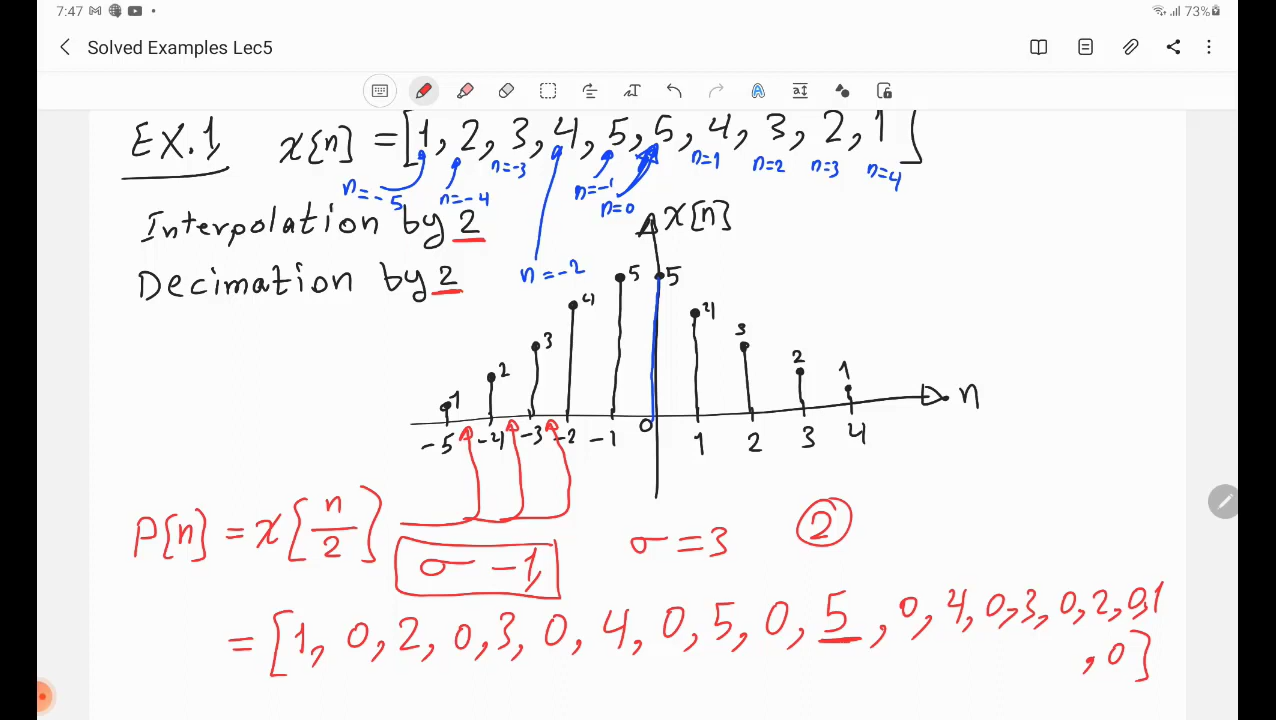 7:47 73%
Solved Examples Lec5
EX.1 x[n] = [1, 2, 3, 4, 5, 5, 4, 3, 2, 1]
n=-5 n=-4 n=-3 n=-2 n=-1 n=0 n=1 n=2 n=3 n=4
Interpolation by 2
Decimation by 2
x[n]
1 2 3 4 5 5 4 3 2 1
-5 -4 -3 -2 -1 0 1 2 3 4 n
P[n] = x[n/2] σ-1, σ=3 2
= [1, 0, 2, 0, 3, 0, 4, 0, 5, 0, 5, 0, 4, 0, 3, 0, 2, 0, 1
, 0]